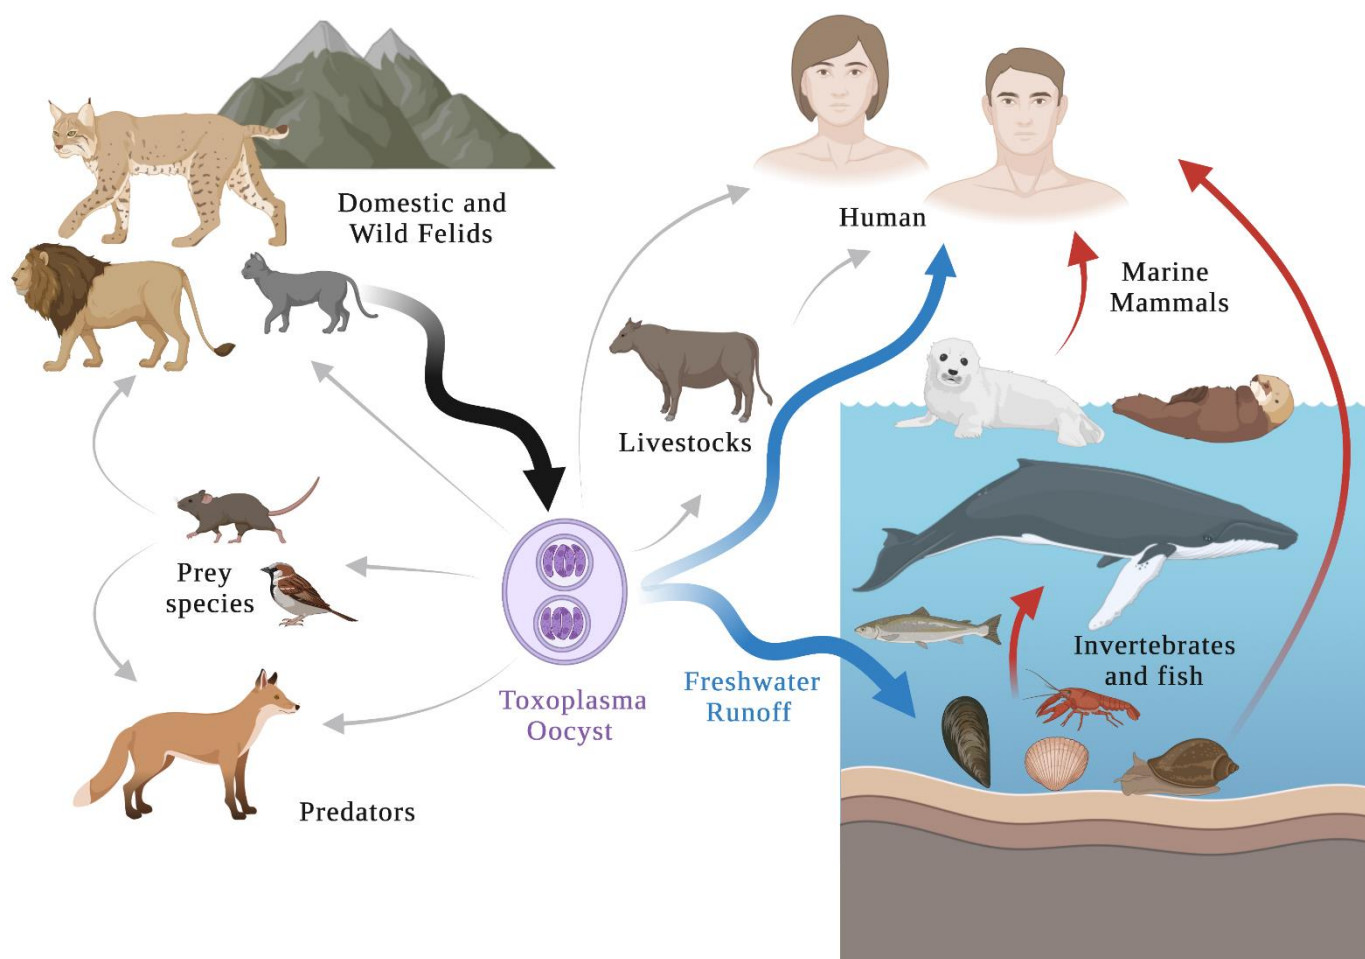 Domestic and
Wild Felids
Human
Marine
Mammals
Livestocks
Prey
species
Toxoplasma
Oocyst
Freshwater
Runoff
Invertebrates
and fish
Predators